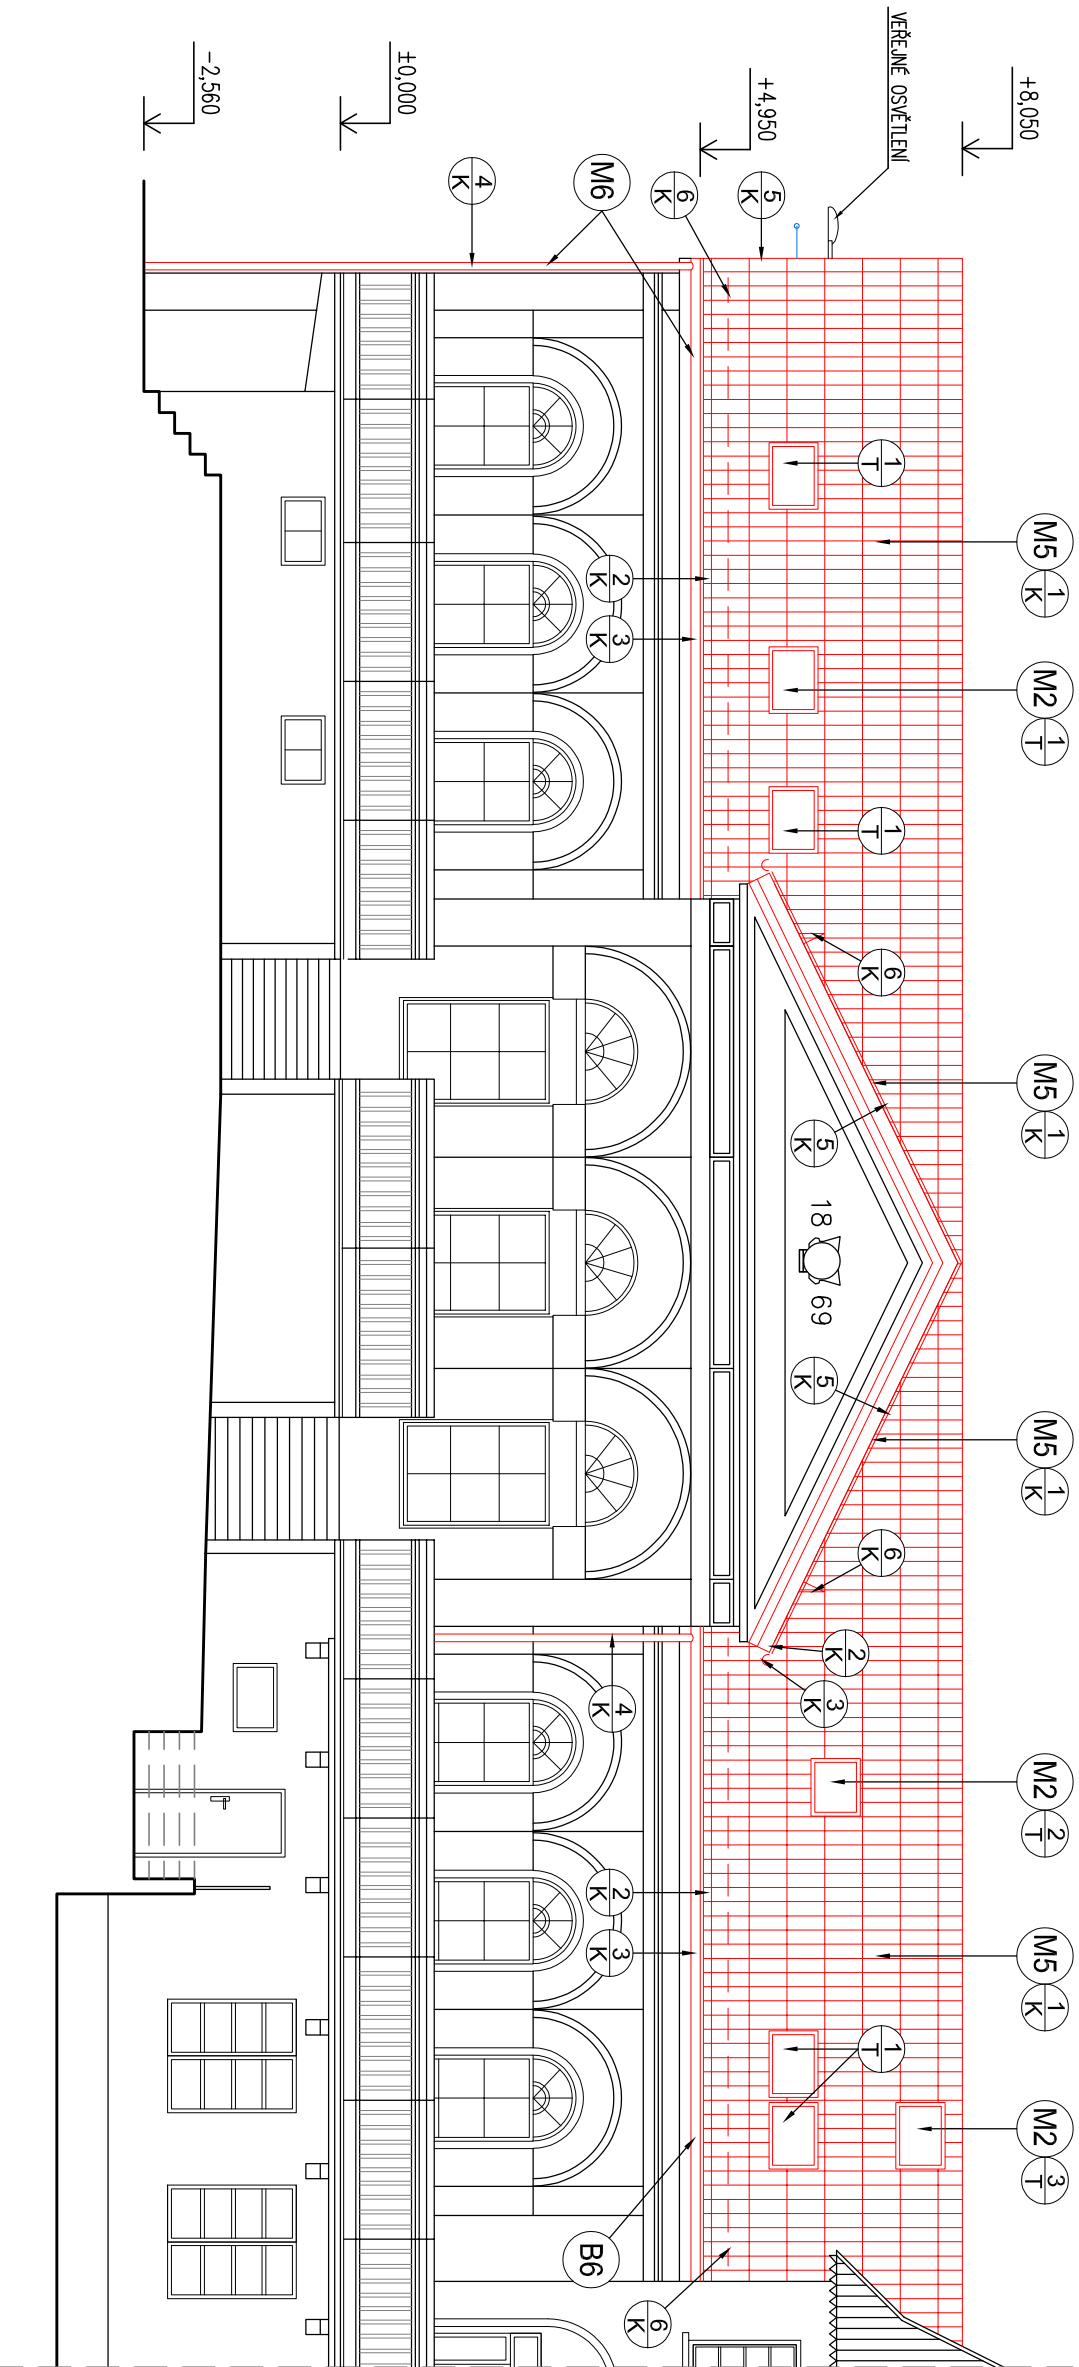 VEŘEJNÉ OSVĚTLENÍ
+8,050
+4,950
±0,000
-2,560
M5 1/K
M2 1/T
M5 1/K
M5 1/K
M2 2/T
M5 1/K
M2 3/T
1/T
1/T
6/K
6/K
2/K
3/K
1/T
5/K
6/K
M6
4/K
5/K
18 69
5/K
2/K
3/K
4/K
2/K
3/K
B6
6/K